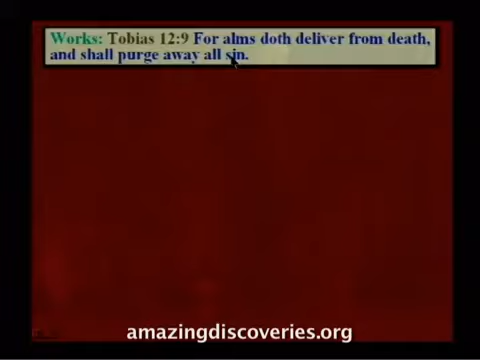 Works: Tobias 12:9 For alms doth deliver from death,
and shall purge away all sin.
amazingdiscoveries.org